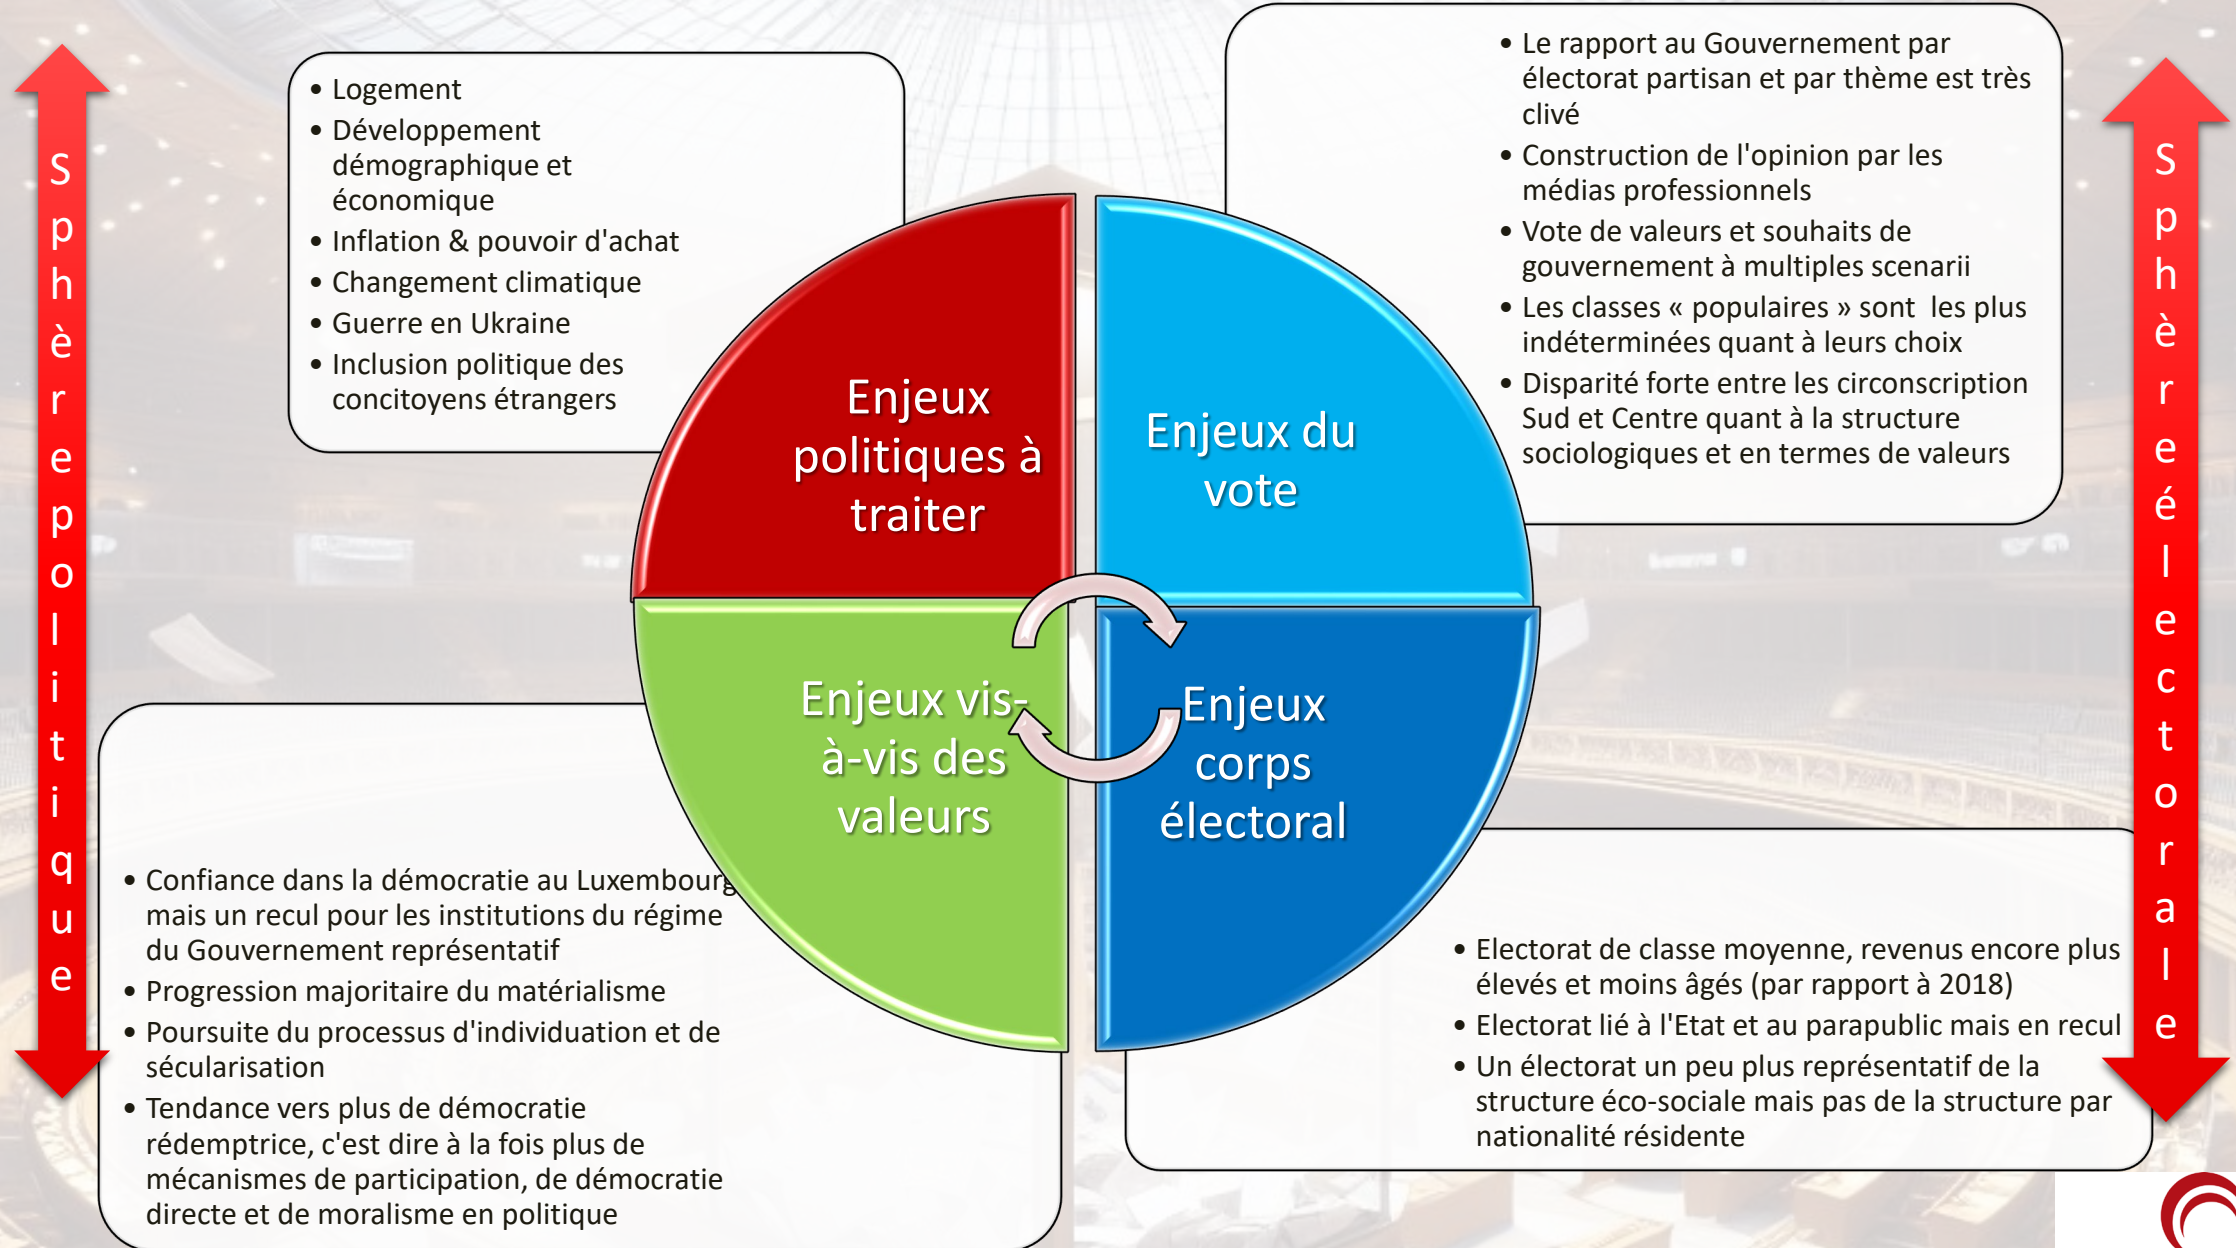 Sphère politique
• Logement
• Développement
démographique et
économique
• Inflation & pouvoir d'achat
• Changement climatique
• Guerre en Ukraine
• Inclusion politique des
concitoyens étrangers
Enjeux
politiques à
traiter
• Le rapport au Gouvernement par
électorat partisan et par thème est très
clivé
• Construction de l'opinion par les
médias professionnels
• Vote de valeurs et souhaits de
gouvernement à multiples scenarii
• Les classes « populaires » sont les plus
indéterminées quant à leurs choix
• Disparité forte entre les circonscription
Sud et Centre quant à la structure
sociologiques et en termes de valeurs
Enjeux du
vote
Sphère électorale
Enjeux vis-
à-vis des
valeurs
• Confiance dans la démocratie au Luxembourg
mais un recul pour les institutions du régime
du Gouvernement représentatif
• Progression majoritaire du matérialisme
• Poursuite du processus d'individuation et de
sécularisation
• Tendance vers plus de démocratie
rédemptrice, c'est dire à la fois plus de
mécanismes de participation, de démocratie
directe et de moralisme en politique
Enjeux
corps
électoral
• Electorat de classe moyenne, revenus encore plus
élevés et moins âgés (par rapport à 2018)
• Electorat lié à l'Etat et au parapublic mais en recul
• Un électorat un peu plus représentatif de la
structure éco-sociale mais pas de la structure par
nationalité résidente